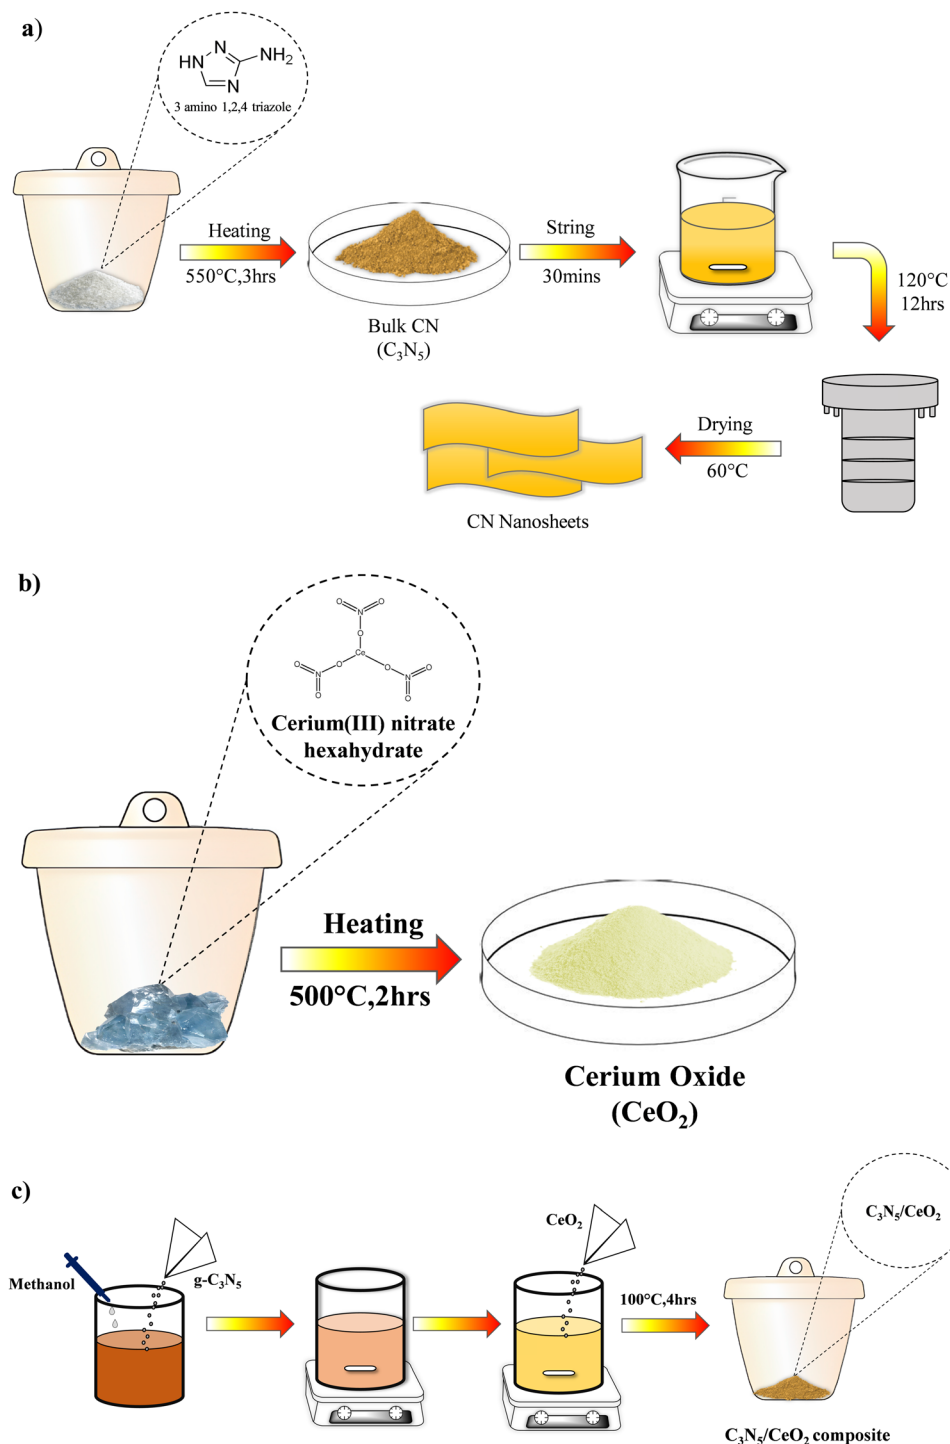 a)
HN
N
N
NH₂
3 amino 1,2,4 triazole
Heating
550°C,3hrs
Bulk CN
(C₃N₅)
String
30mins
120°C
12hrs
Drying
60°C
CN Nanosheets
b)
O
O
N
O
Ce
O
O
N
O
O
N
O
O
Cerium(III) nitrate
hexahydrate
Heating
500°C,2hrs
Cerium Oxide
(CeO₂)
c)
Methanol
g-C₃N₅
CeO₂
100°C,4hrs
C₃N₅/CeO₂
C₃N₅/CeO₂ composite